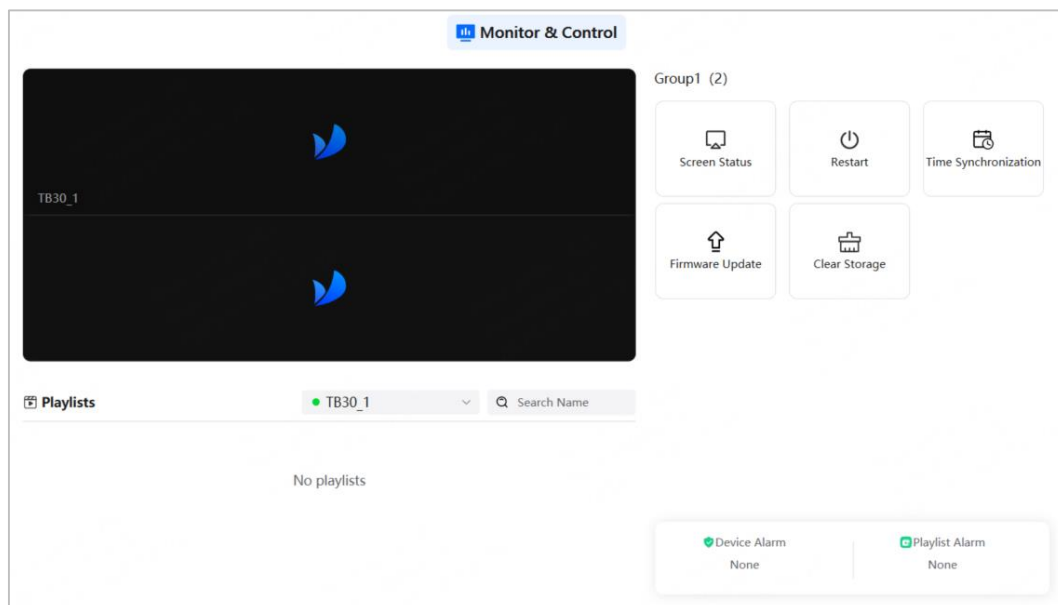 Monitor & Control
TB30_1
Group1 (2)
Screen Status
Restart
Time Synchronization
Firmware Update
Clear Storage
Playlists
TB30_1
Search Name
No playlists
Device Alarm
None
Playlist Alarm
None